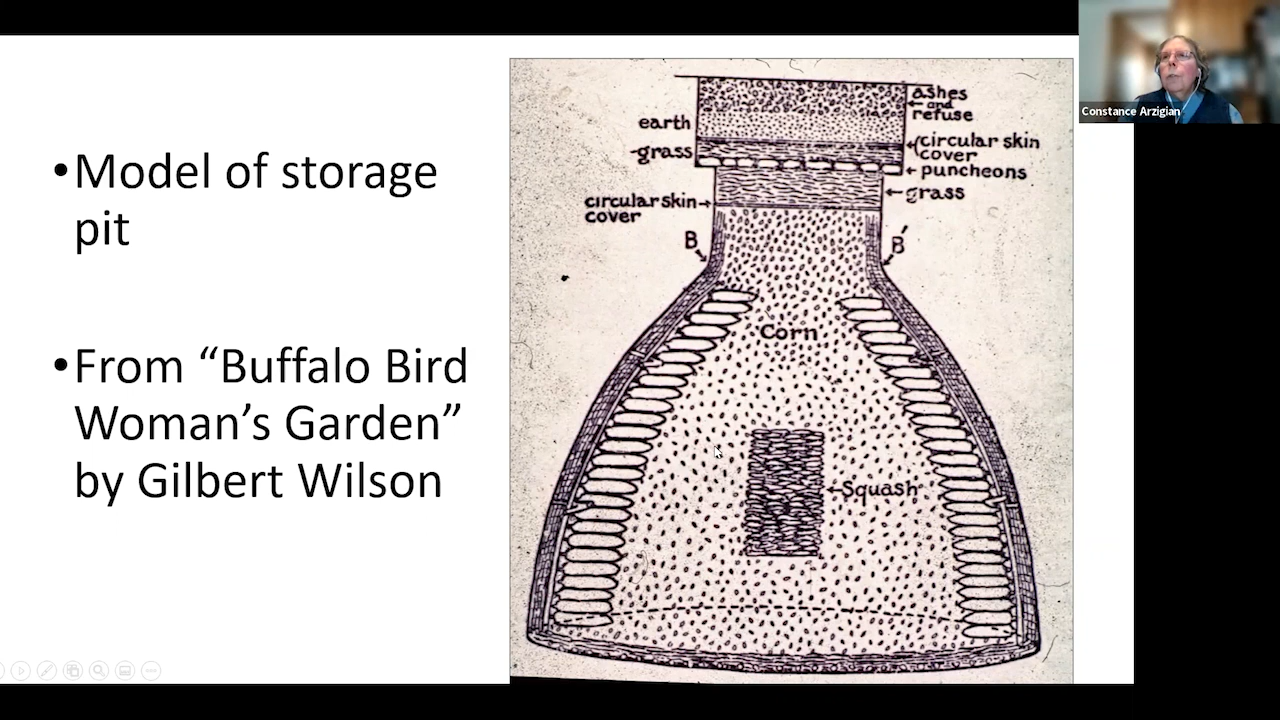 •Model of storage
pit
•From “Buffalo Bird
Woman’s Garden”
by Gilbert Wilson
ashes
and
refuse
earth
circular skin
cover
grass
puncheons
grass
circular skin
cover
B
B′
Corn
Squash
Constance Arzigian